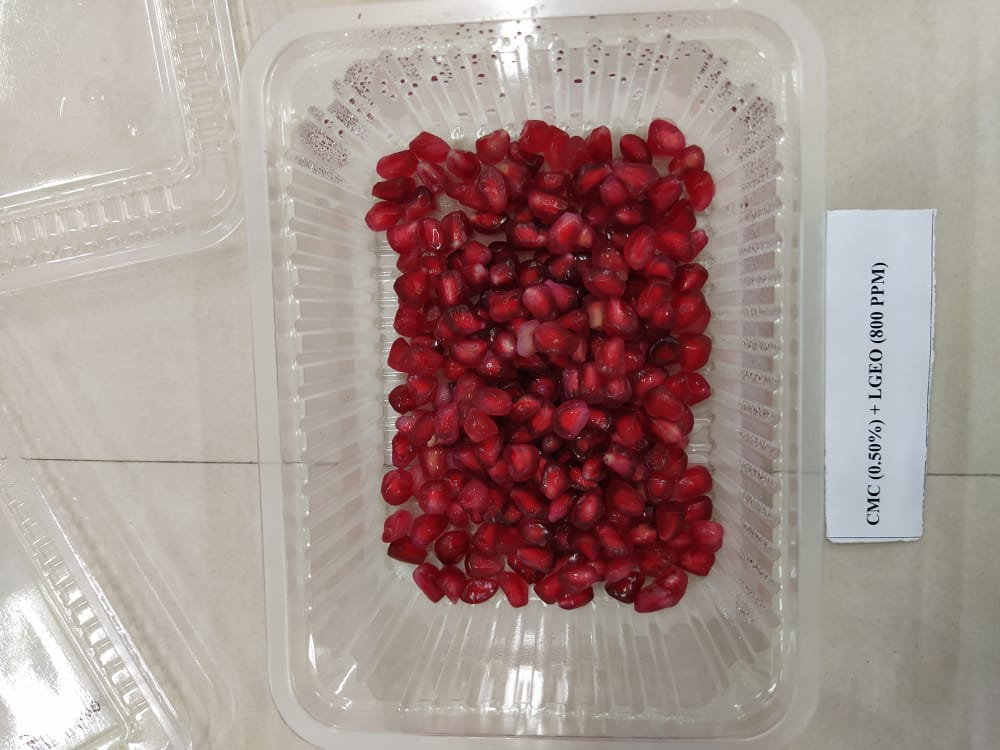 CMC (0.50%) + LGEO (800 PPM)